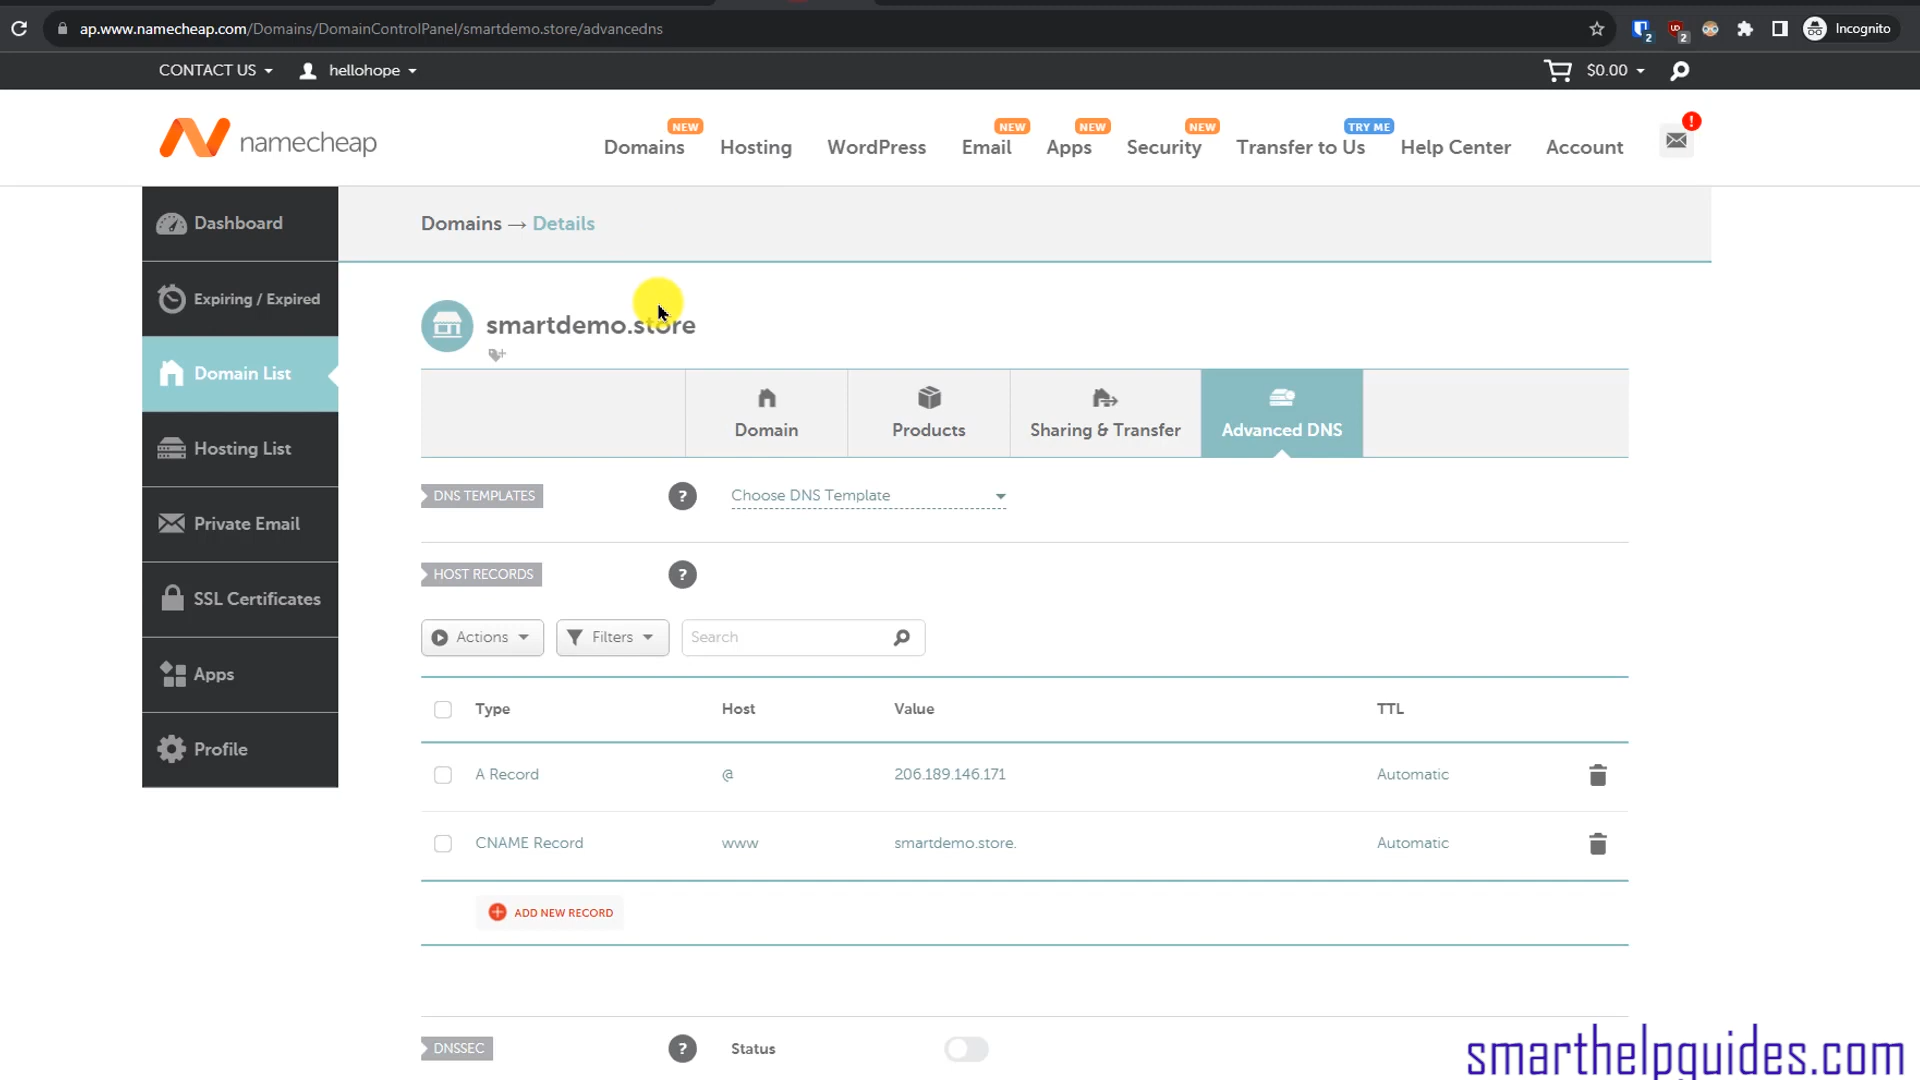 ap.www.namecheap.com/Domains/DomainControlPanel/smartdemo.store/advanceddns
2
2
Incognito
CONTACT US
hellohope
$0.00
namecheap
NEW
Domains
Hosting
WordPress
NEW
Email
NEW
Apps
NEW
Security
TRY ME
Transfer to Us
Help Center
Account
!
Dashboard
Expiring / Expired
Domain List
Hosting List
Private Email
SSL Certificates
Apps
Profile
Domains → Details
smartdemo.store
Domain
Products
Sharing & Transfer
Advanced DNS
DNS TEMPLATES ? Choose DNS Template
HOST RECORDS ?
Actions Filters Search
Type Host Value TTL
A Record @ 206.189.146.171 Automatic
CNAME Record www smartdemo.store. Automatic
ADD NEW RECORD
DNSSEC ? Status
smarthelpguides.com